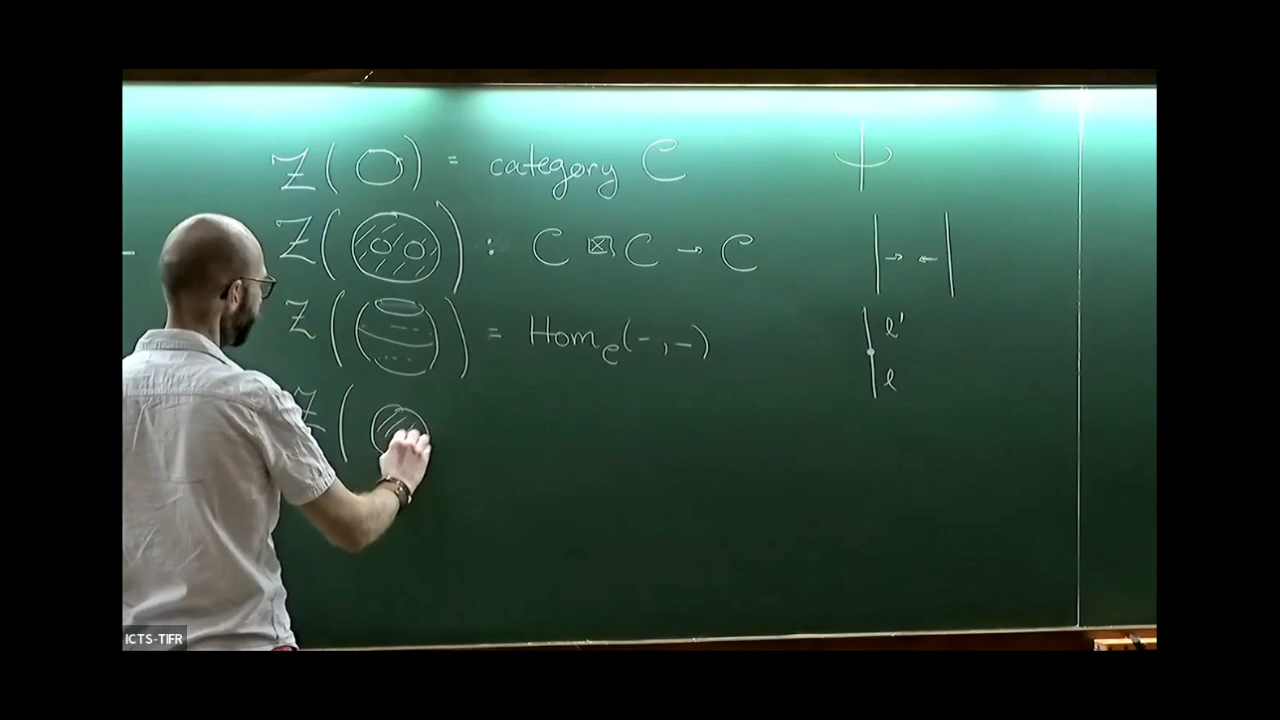 Z(○) = category C
Z( ) : C ⊠ C → C
Z( ) = Hom_C(-,-)
l'
l
Z(
ICTS-TIFR